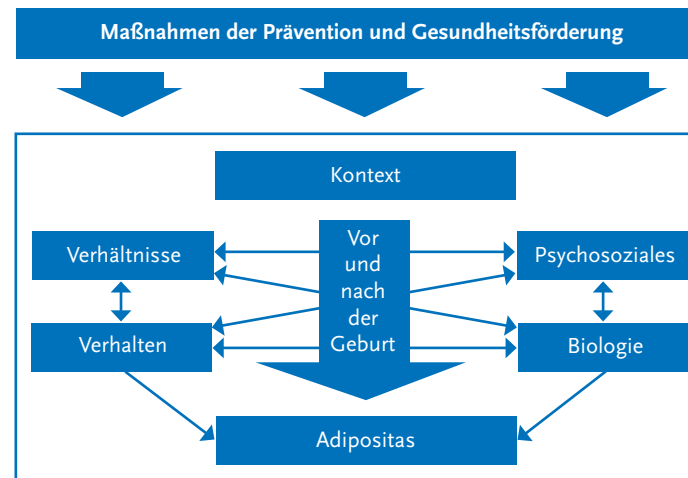 Maßnahmen der Prävention und Gesundheitsförderung
Kontext
Verhältnisse
Vor
und
nach
der
Geburt
Psychosoziales
Verhalten
Biologie
Adipositas